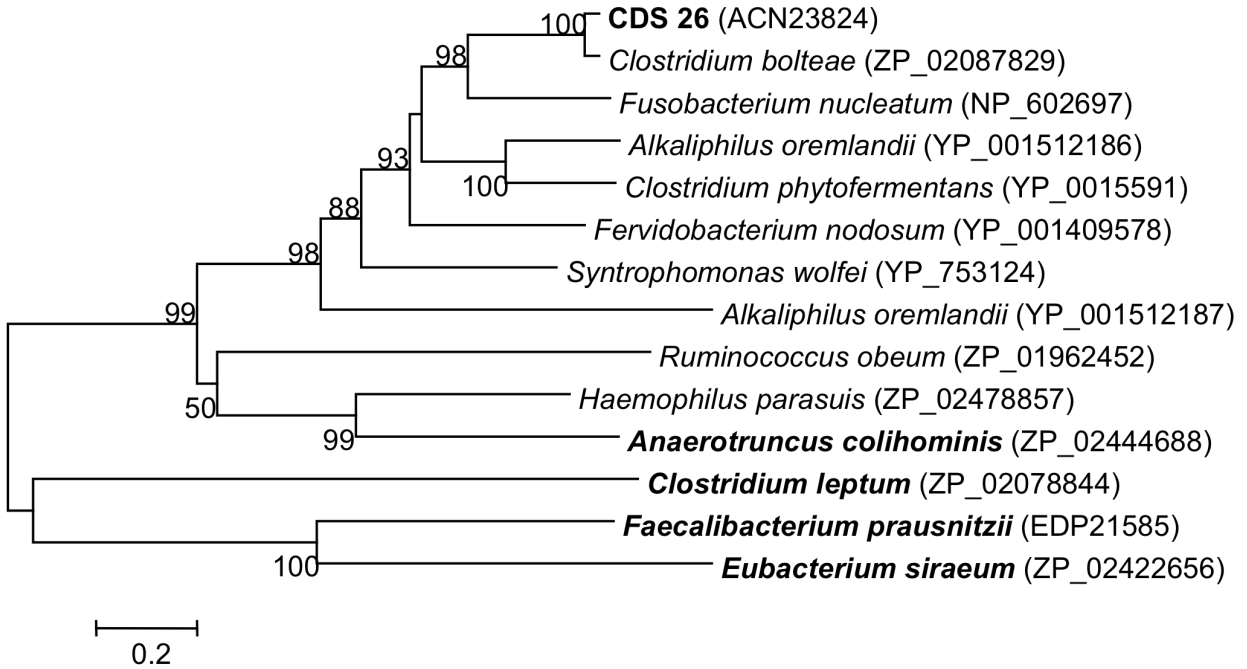 100 CDS 26 (ACN23824)
98 Clostridium bolteae (ZP_02087829)
Fusobacterium nucleatum (NP_602697)
93 Alkaliphilus oremlandii (YP_001512186)
100 Clostridium phytofermentans (YP_0015591)
88 Fervidobacterium nodosum (YP_001409578)
98 Syntrophomonas wolfei (YP_753124)
99 Alkaliphilus oremlandii (YP_001512187)
Ruminococcus obeum (ZP_01962452)
50 Haemophilus parasuis (ZP_02478857)
99 Anaerotruncus colihominis (ZP_02444688)
Clostridium leptum (ZP_02078844)
Faecalibacterium prausnitzii (EDP21585)
100 Eubacterium siraeum (ZP_02422656)
0.2